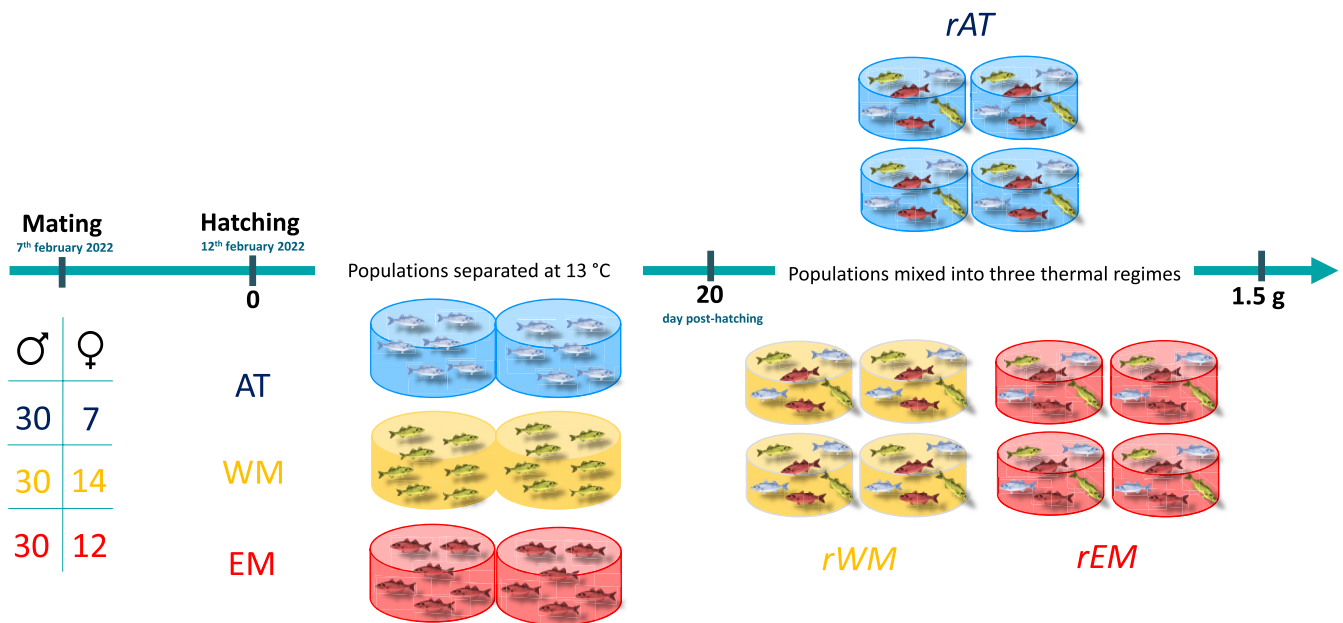 rAT
Mating
7th february 2022
Hatching
12th february 2022
Populations separated at 13 °C
Populations mixed into three thermal regimes
0
20
day post-hatching
1.5 g
♂ ♀
30 7
AT
30 14
WM
30 12
EM
rWM
rEM